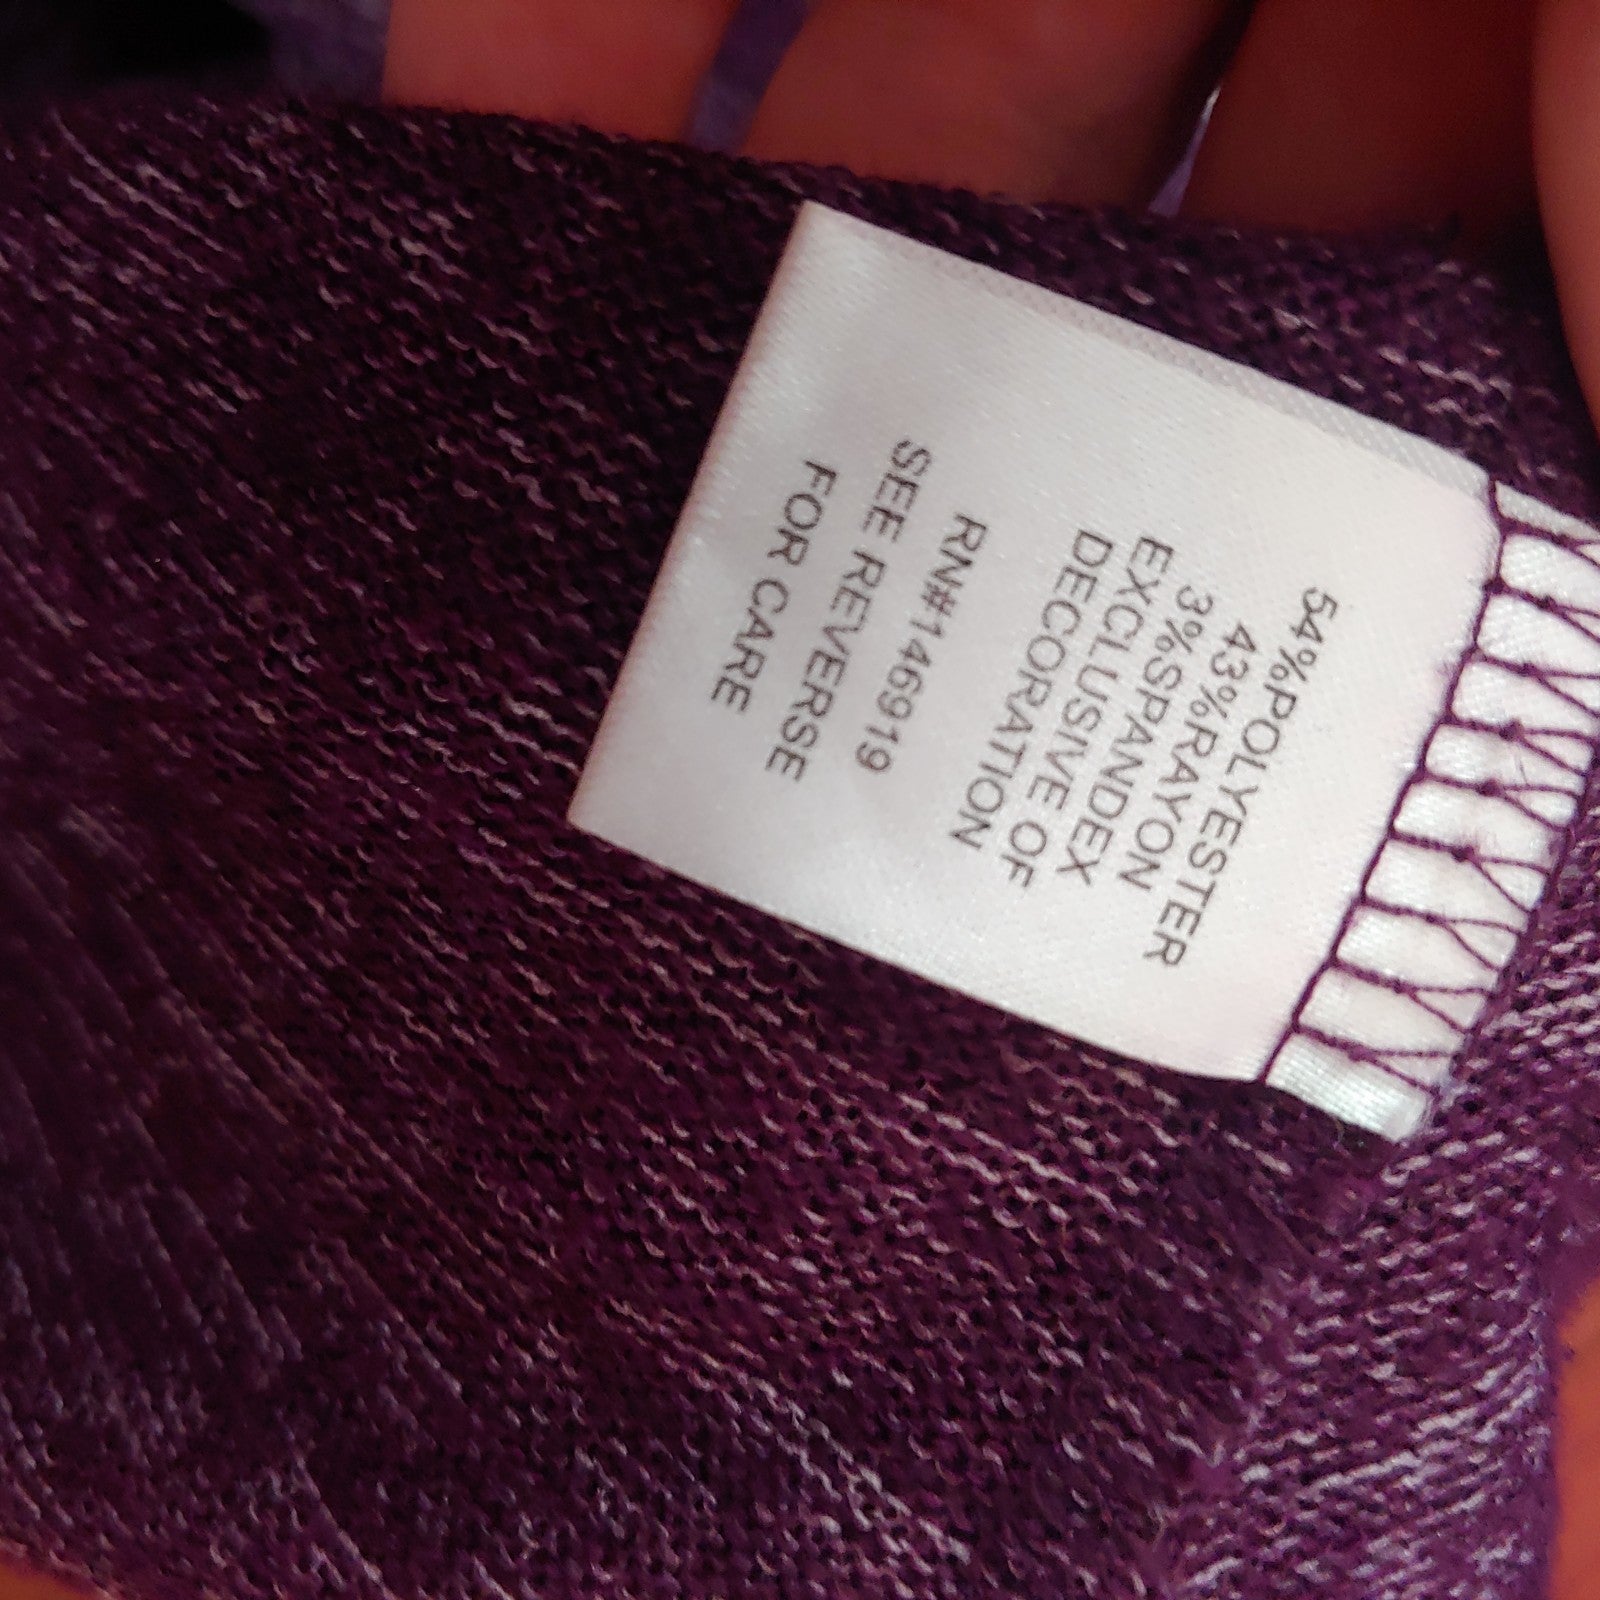 54%POLYESTER
43%RAYON
3%SPANDEX
EXCLUSIVE OF
DECORATION
RN#146919
SEE REVERSE
FOR CARE